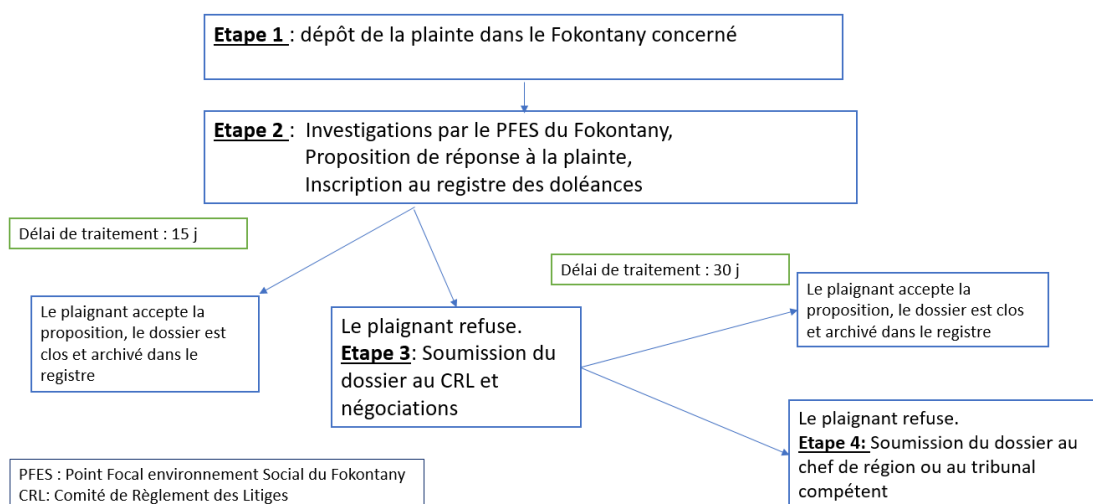 Etape 1 : dépôt de la plainte dans le Fokontany concerné
Etape 2 : Investigations par le PFES du Fokontany,
Proposition de réponse à la plainte,
Inscription au registre des doléances
Délai de traitement : 15 j
Délai de traitement : 30 j
Le plaignant accepte la
proposition, le dossier est
clos et archivé dans le
registre
Le plaignant refuse.
Etape 3: Soumission du
dossier au CRL et
négociations
Le plaignant accepte la
proposition, le dossier est clos
et archivé dans le registre
Le plaignant refuse.
Etape 4: Soumission du dossier au
chef de région ou au tribunal
compétent
PFES : Point Focal environnement Social du Fokontany
CRL: Comité de Règlement des Litiges